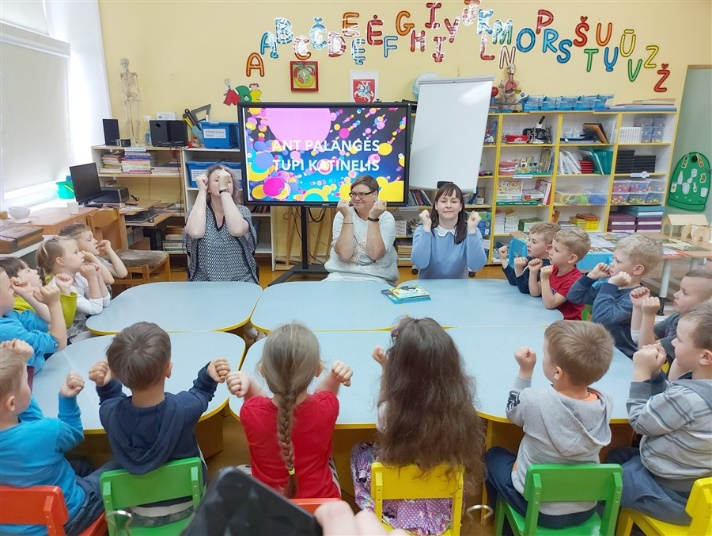 A Ą B C Č D E Ę Ė F G H I Į Y J K L M N O P R S Š T U Ū V Z Ž
ANT PALANGĖS
TUPI KATINĖLIS